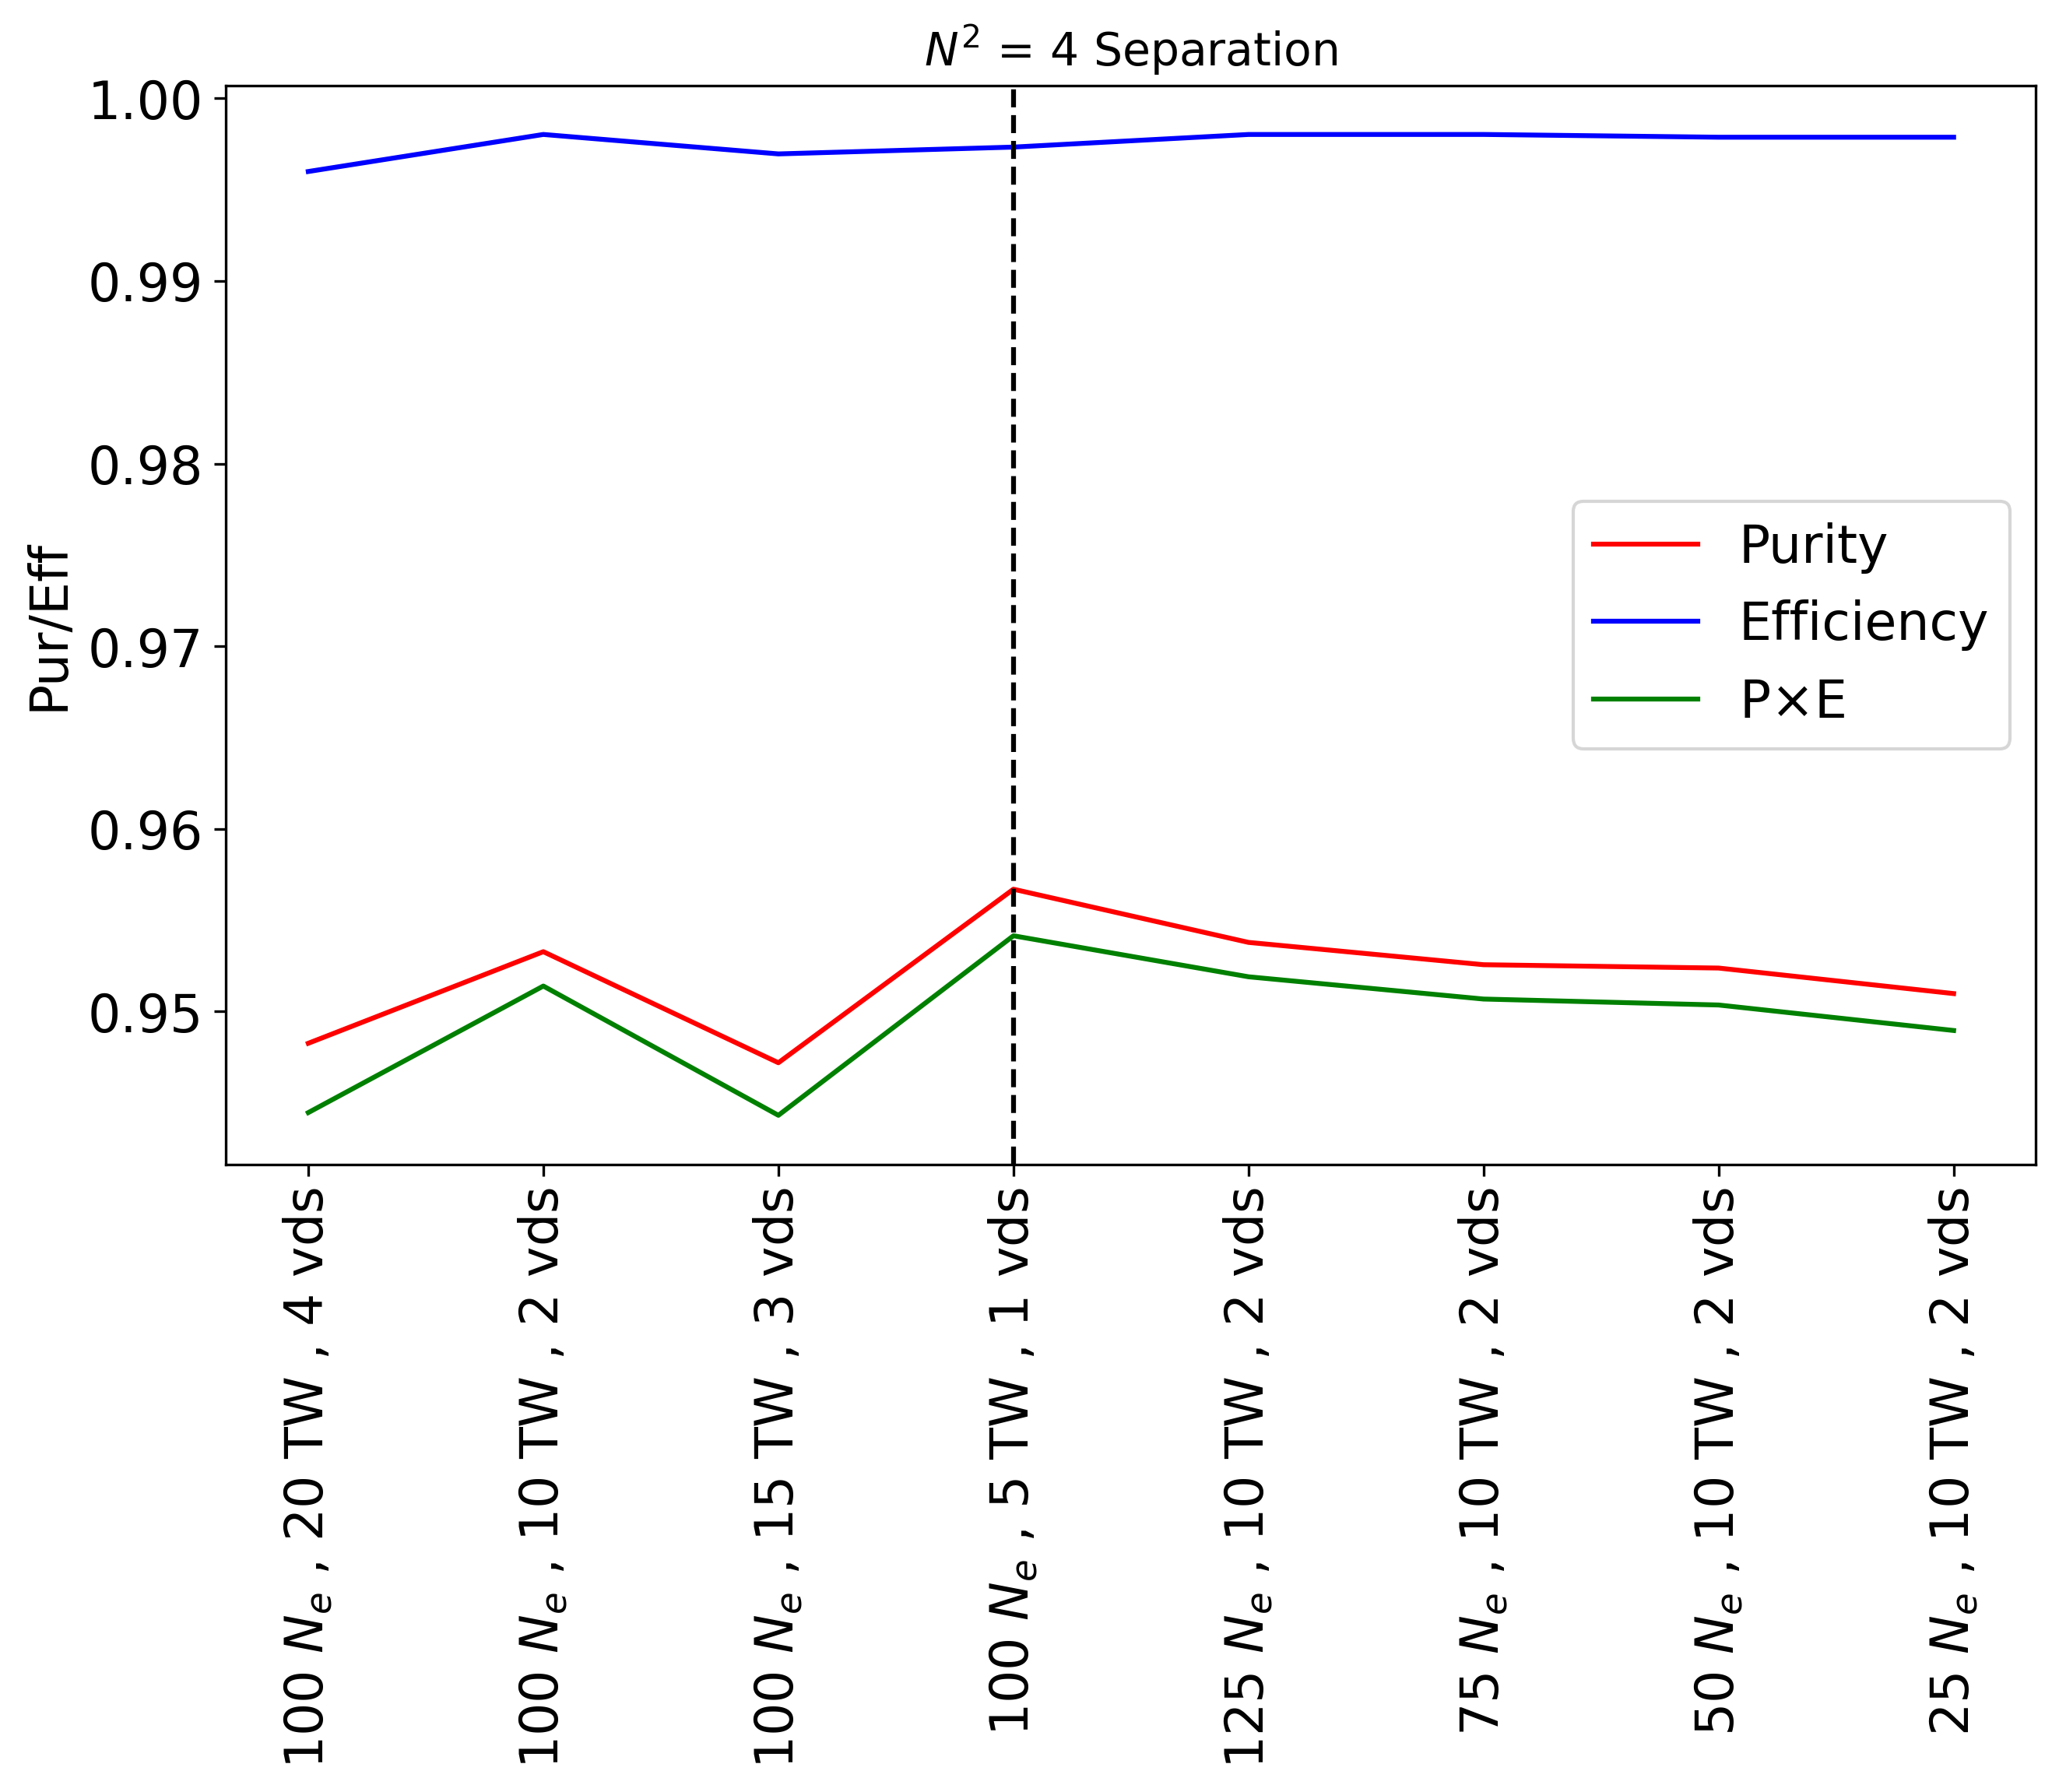 N² = 4 Separation
Pur/Eff
1.00
0.99
0.98
0.97
0.96
0.95
Purity
Efficiency
P×E
100 Nₑ , 20 TW , 4 vds
100 Nₑ , 10 TW , 2 vds
100 Nₑ , 15 TW , 3 vds
100 Nₑ , 5 TW , 1 vds
125 Nₑ , 10 TW , 2 vds
75 Nₑ , 10 TW , 2 vds
50 Nₑ , 10 TW , 2 vds
25 Nₑ , 10 TW , 2 vds